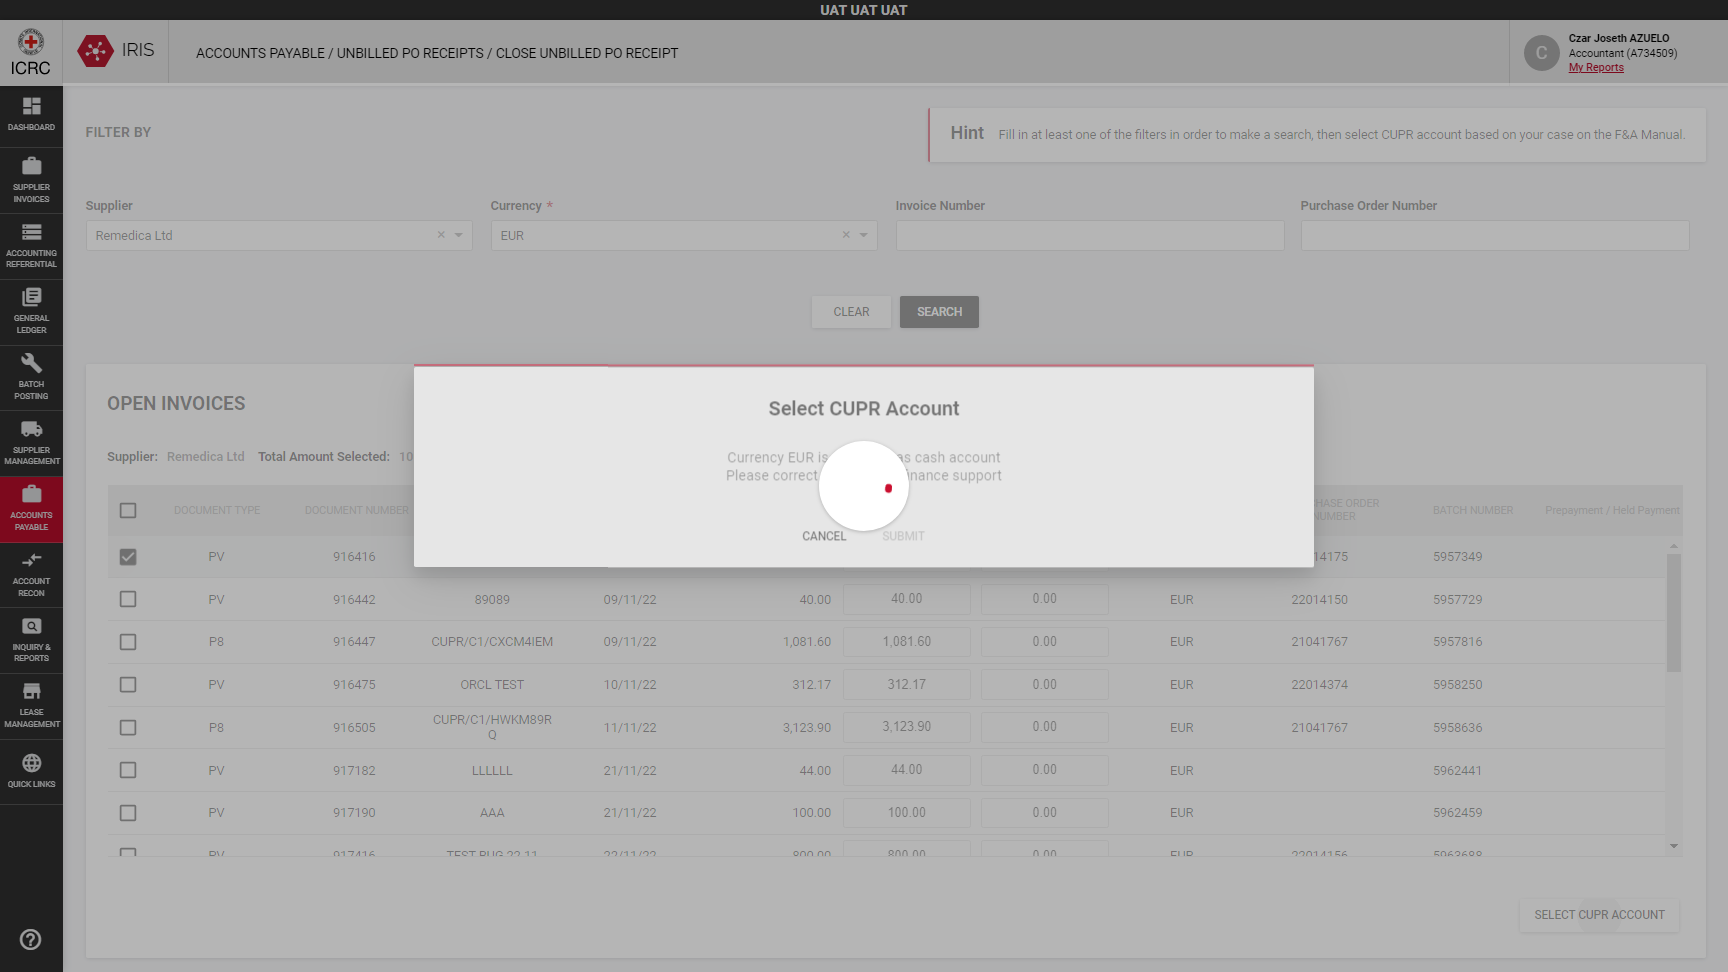 UAT UAT UAT
ICRC
IRIS
ACCOUNTS PAYABLE / UNBILLED PO RECEIPTS / CLOSE UNBILLED PO RECEIPT
C
Czar Joseth AZUELO
Accountant (A734509)
My Reports
DASHBOARD
SUPPLIER
INVOICES
ACCOUNTING
REFERENTIAL
GENERAL
LEDGER
BATCH
POSTING
SUPPLIER
MANAGEMENT
ACCOUNTS
PAYABLE
ACCOUNT
RECON
INQUIRY &
REPORTS
LEASE
MANAGEMENT
QUICK LINKS
FILTER BY
Hint Fill in at least one of the filters in order to make a search, then select CUPR account based on your case on the F&A Manual.
Supplier Currency * Invoice Number Purchase Order Number
Remedica Ltd EUR
CLEAR SEARCH
OPEN INVOICES
Supplier: Remedica Ltd Total Amount Selected: 10
Select CUPR Account
Currency EUR is as cash account
Please correct inance support
CANCEL SUBMIT
DOCUMENT TYPE DOCUMENT NUMBER HASE ORDER NUMBER BATCH NUMBER Prepayment / Held Payment
PV 916416 14175 5957349
PV 916442 89089 09/11/22 40.00 40.00 0.00 EUR 22014150 5957729
P8 916447 CUPR/C1/CXCM4IEM 09/11/22 1,081.60 1,081.60 0.00 EUR 21041767 5957816
PV 916475 ORCL TEST 10/11/22 312.17 312.17 0.00 EUR 22014374 5958250
P8 916505 CUPR/C1/HWKM89R
Q 11/11/22 3,123.90 3,123.90 0.00 EUR 21041767 5958636
PV 917182 LLLLLL 21/11/22 44.00 44.00 0.00 EUR 5962441
PV 917190 AAA 21/11/22 100.00 100.00 0.00 EUR 5962459
PV 917416 TEST BUG 22.11 22/11/22 800.00 800.00 0.00 EUR 22014156 5963688
SELECT CUPR ACCOUNT